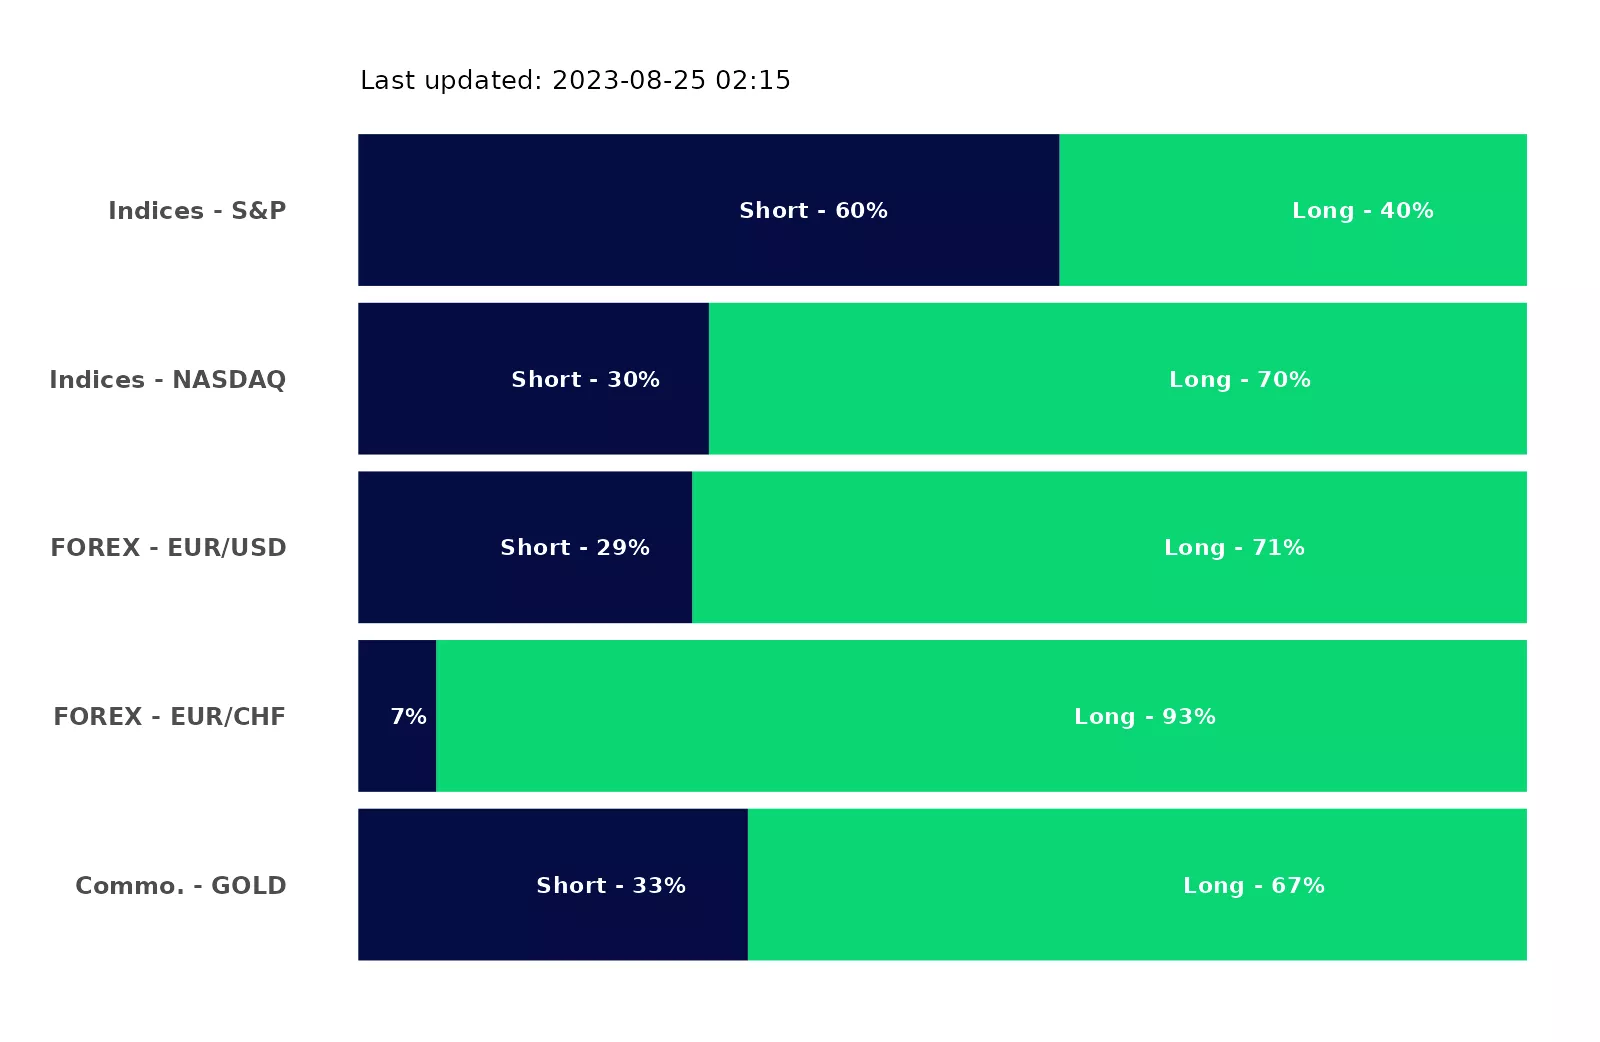 Last updated: 2023-08-25 02:15
Indices - S&P Short - 60% Long - 40%
Indices - NASDAQ Short - 30% Long - 70%
FOREX - EUR/USD Short - 29% Long - 71%
FOREX - EUR/CHF 7% Long - 93%
Commo. - GOLD Short - 33% Long - 67%